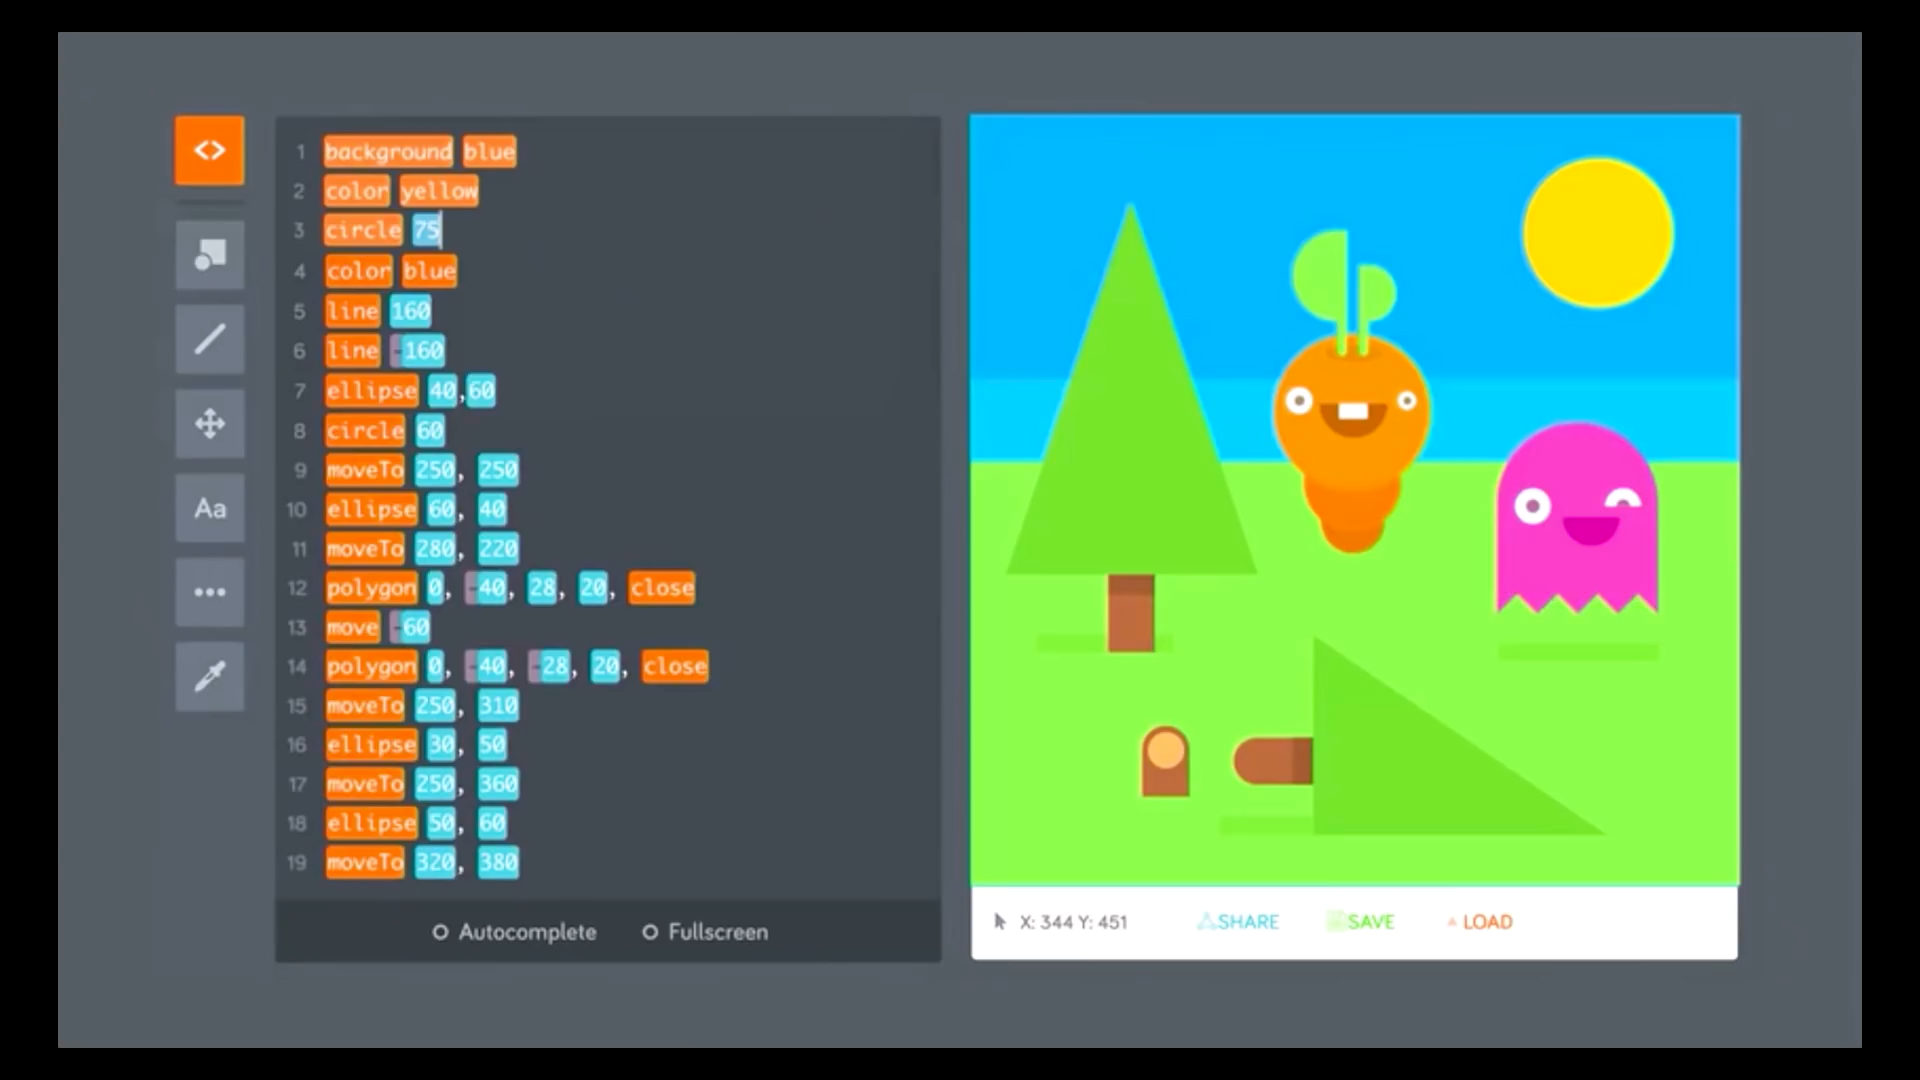 <>
1 background blue
2 color yellow
3 circle 75
4 color blue
5 line 160
6 line -160
7 ellipse 40,60
8 circle 60
9 moveTo 250, 250
10 ellipse 60, 40
11 moveTo 280, 220
12 polygon 0, -40, 28, 20, close
13 move -60
14 polygon 0, -40, -28, 20, close
15 moveTo 250, 310
16 ellipse 30, 50
17 moveTo 250, 360
18 ellipse 50, 60
19 moveTo 320, 380
Aa
Autocomplete Fullscreen
X: 344 Y: 451 SHARE SAVE LOAD